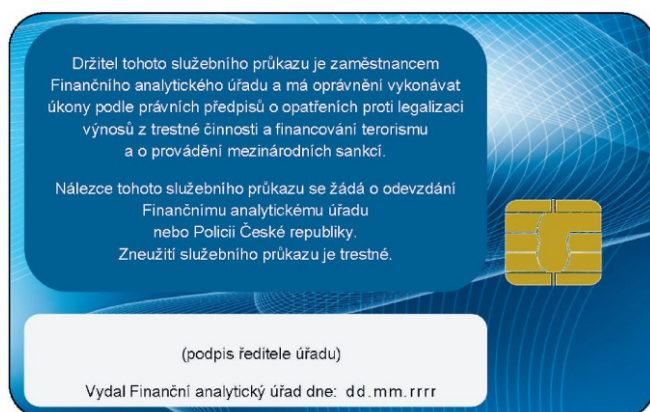 Držitel tohoto služebního průkazu je zaměstnancem
Finančního analytického úřadu a má oprávnění vykonávat
úkony podle právních předpisů o opatřeních proti legalizaci
výnosů z trestné činnosti a financování terorismu
a o provádění mezinárodních sankcí.
Nálezce tohoto služebního průkazu se žádá o odevzdání
Finančnímu analytickému úřadu
nebo Policii České republiky.
Zneužití služebního průkazu je trestné.
(podpis ředitele úřadu)
Vydal Finanční analytický úřad dne: dd.mm.rrrr